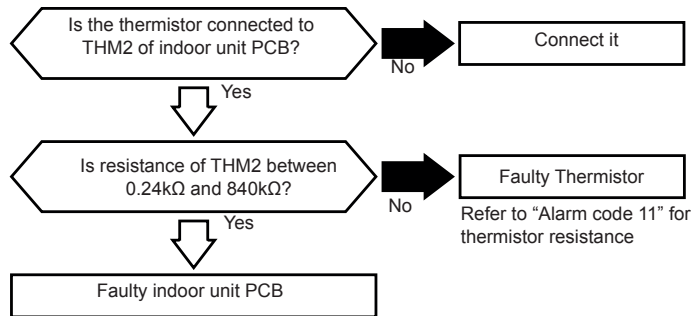 Is the thermistor connected to
THM2 of indoor unit PCB?
No
Connect it
Yes
Is resistance of THM2 between
0.24kΩ and 840kΩ?
No
Faulty Thermistor
Refer to “Alarm code 11” for
thermistor resistance
Yes
Faulty indoor unit PCB